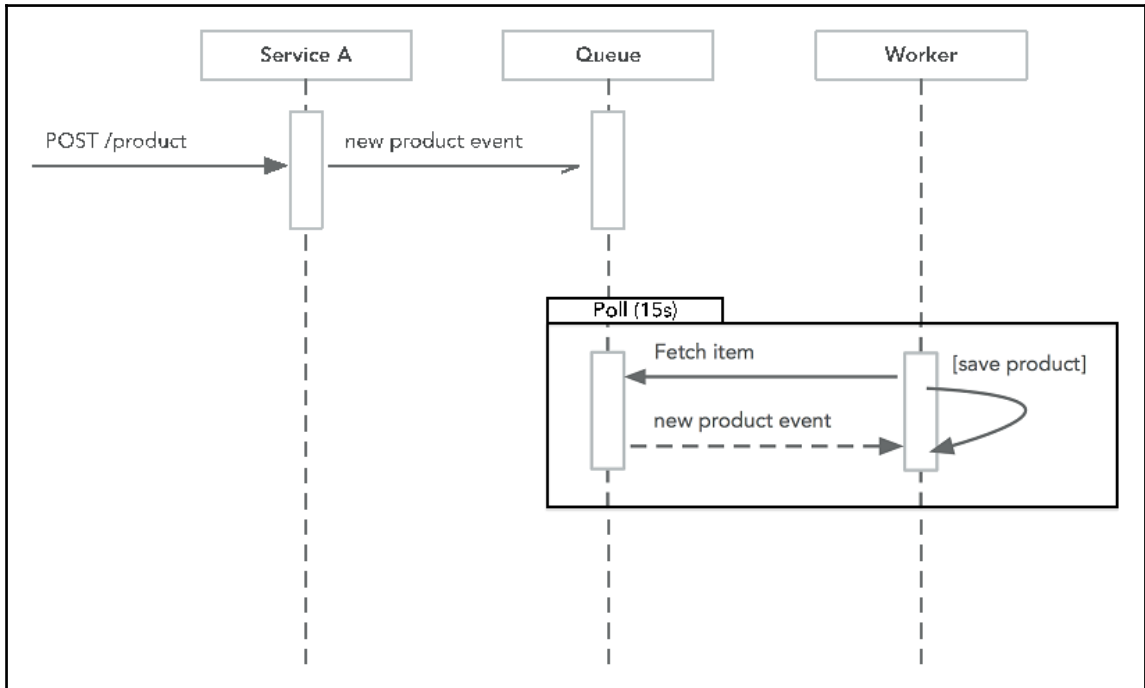 Service A
Queue
Worker
POST /product
new product event
Poll (15s)
Fetch item
[save product]
new product event